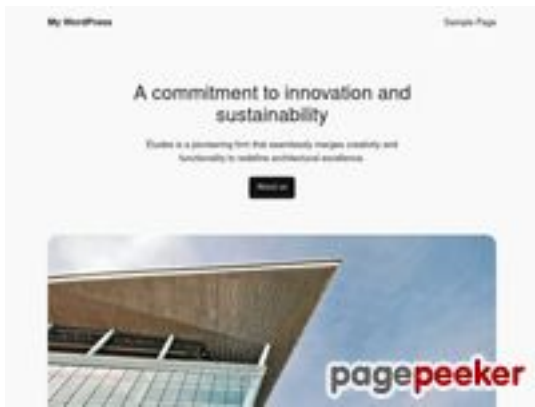 My WordPress
Sample Page
A commitment to innovation and
sustainability
Études is a pioneering firm that seamlessly merges creativity and
functionality to redefine architectural excellence.
About us
pagepeeker